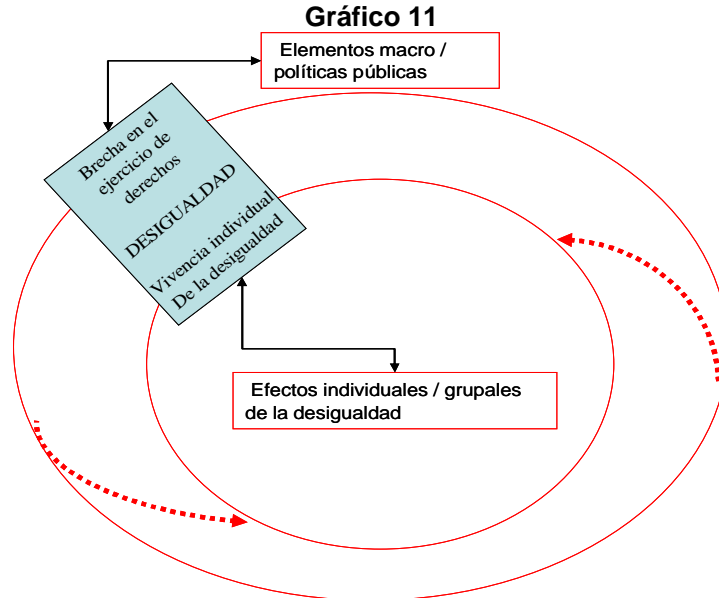 Gráfico 11
Elementos macro /
políticas públicas
Brecha en el
ejercicio de
derechos
DESIGUALDAD
Vivencia individual
De la desigualdad
Efectos individuales / grupales
de la desigualdad